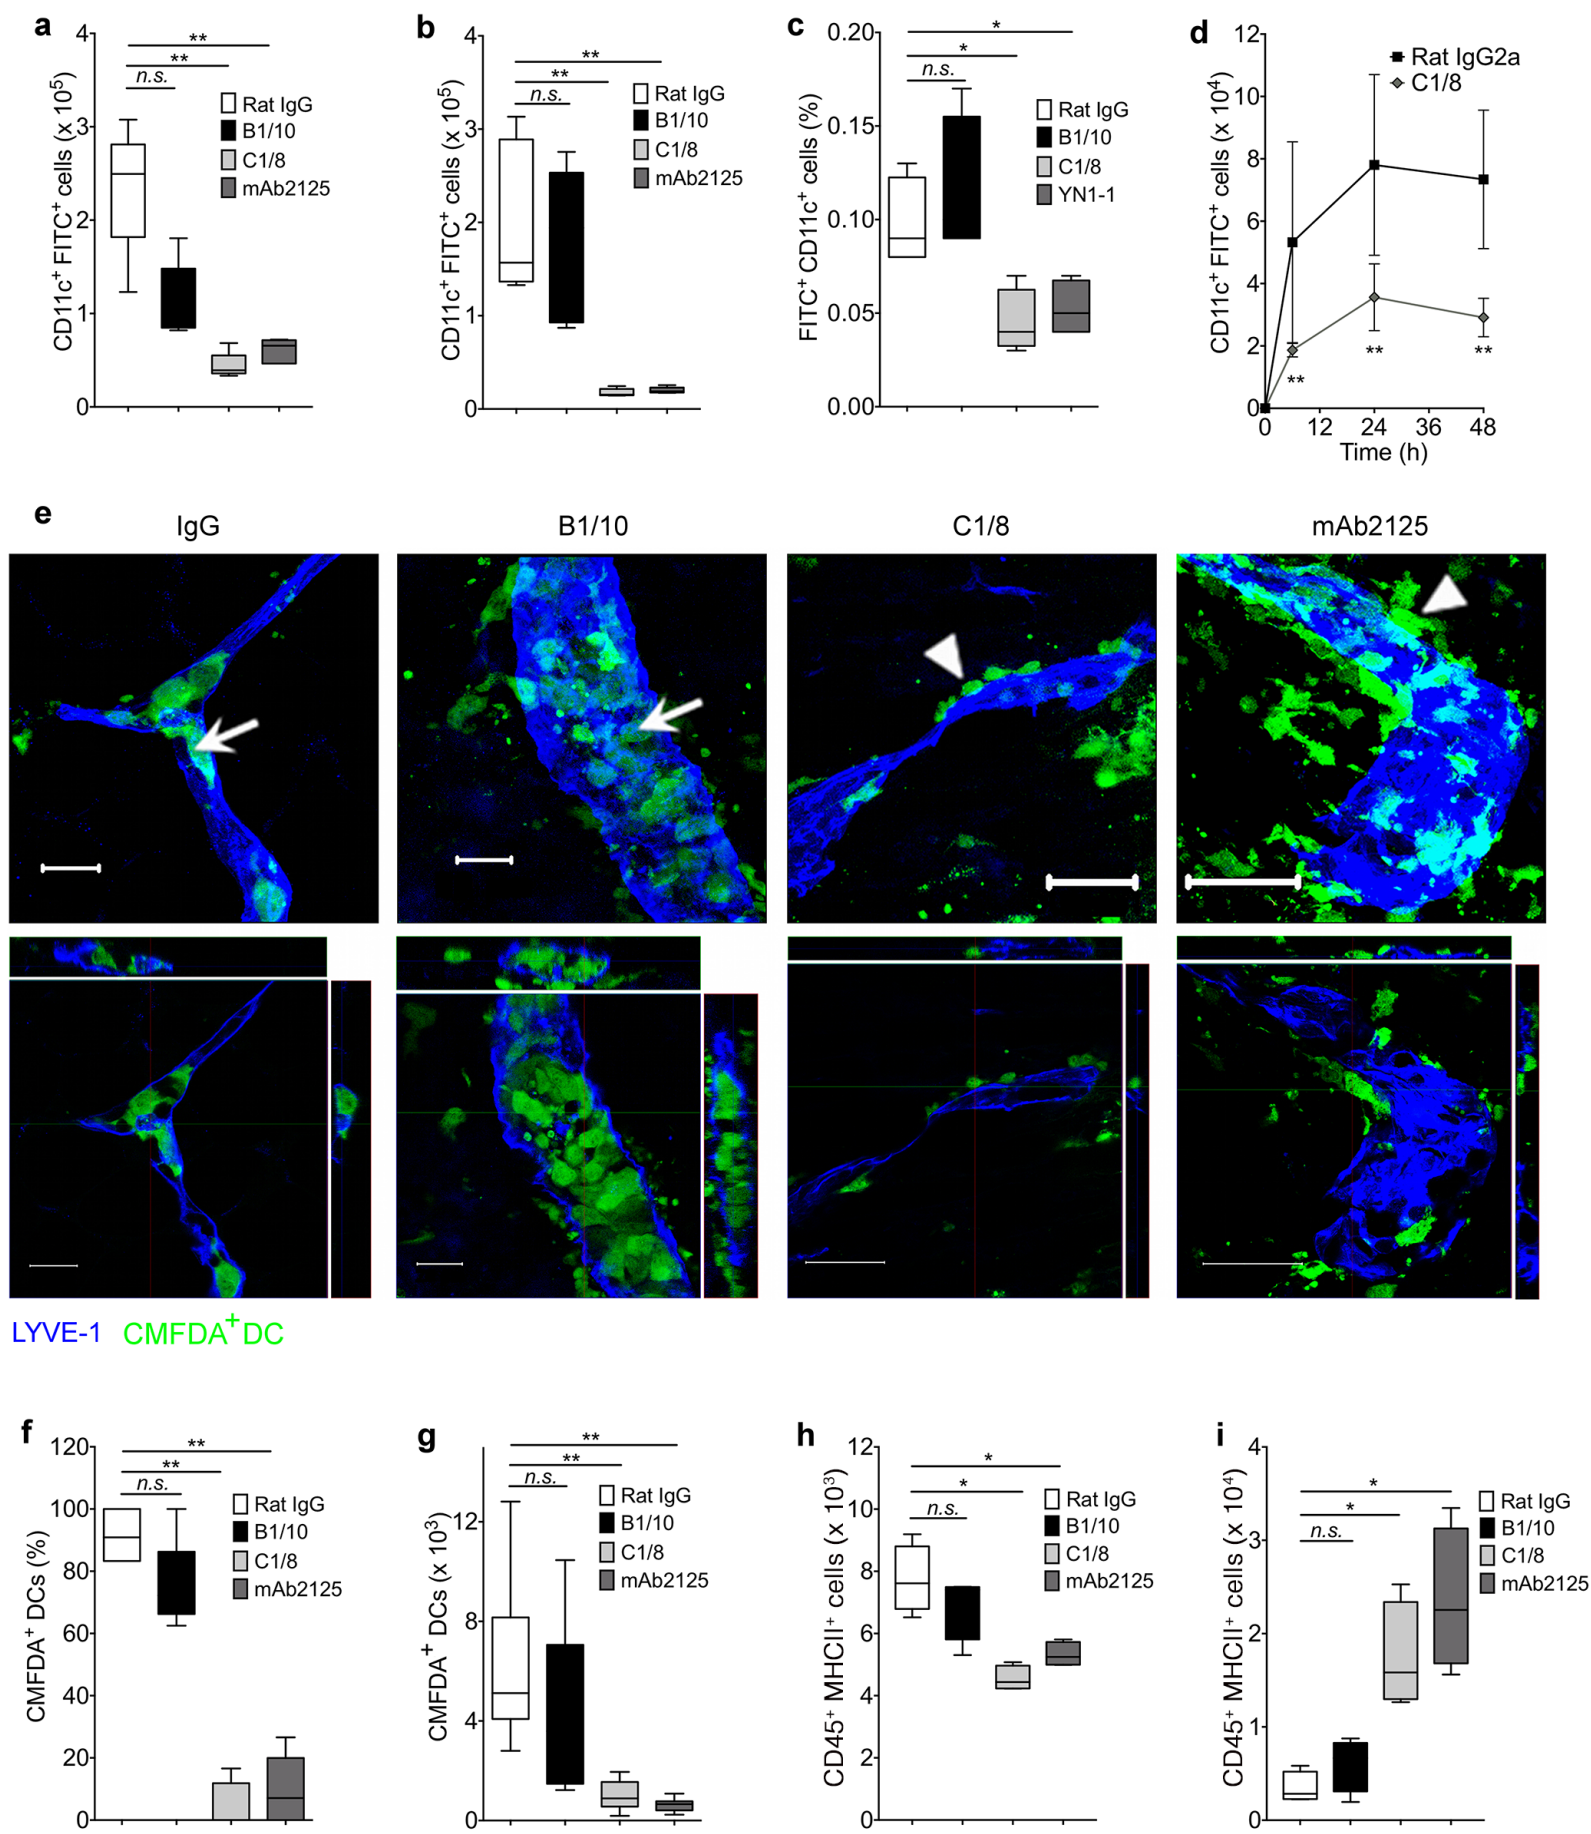 a
4
3
2
1
0
CD11c+ FITC+ cells (x 10⁵)
**
**
n.s.
Rat IgG
B1/10
C1/8
mAb2125
b
4
3
2
1
0
CD11c+ FITC+ cells (x 10⁵)
**
**
n.s.
Rat IgG
B1/10
C1/8
mAb2125
c
0.20
0.15
0.10
0.05
0.00
FITC+ CD11c+ cells (%)
*
*
n.s.
Rat IgG
B1/10
C1/8
YN1-1
d
12
10
8
6
4
2
0
CD11c+ FITC+ cells (x 10⁴)
Rat IgG2a
C1/8
**
**
**
0 12 24 36 48
Time (h)
e
IgG
B1/10
C1/8
mAb2125
LYVE-1 CMFDA+ DC
f
120
100
80
60
40
20
0
CMFDA+ DCs (%)
**
**
n.s.
Rat IgG
B1/10
C1/8
mAb2125
g
12
8
4
0
CMFDA+ DCs (x 10³)
**
**
n.s.
Rat IgG
B1/10
C1/8
mAb2125
h
12
10
8
6
4
2
0
CD45+ MHCII+ cells (x 10³)
*
*
n.s.
Rat IgG
B1/10
C1/8
mAb2125
i
4
3
2
1
0
CD45+ MHCII+ cells (x 10⁴)
*
*
n.s.
Rat IgG
B1/10
C1/8
mAb2125